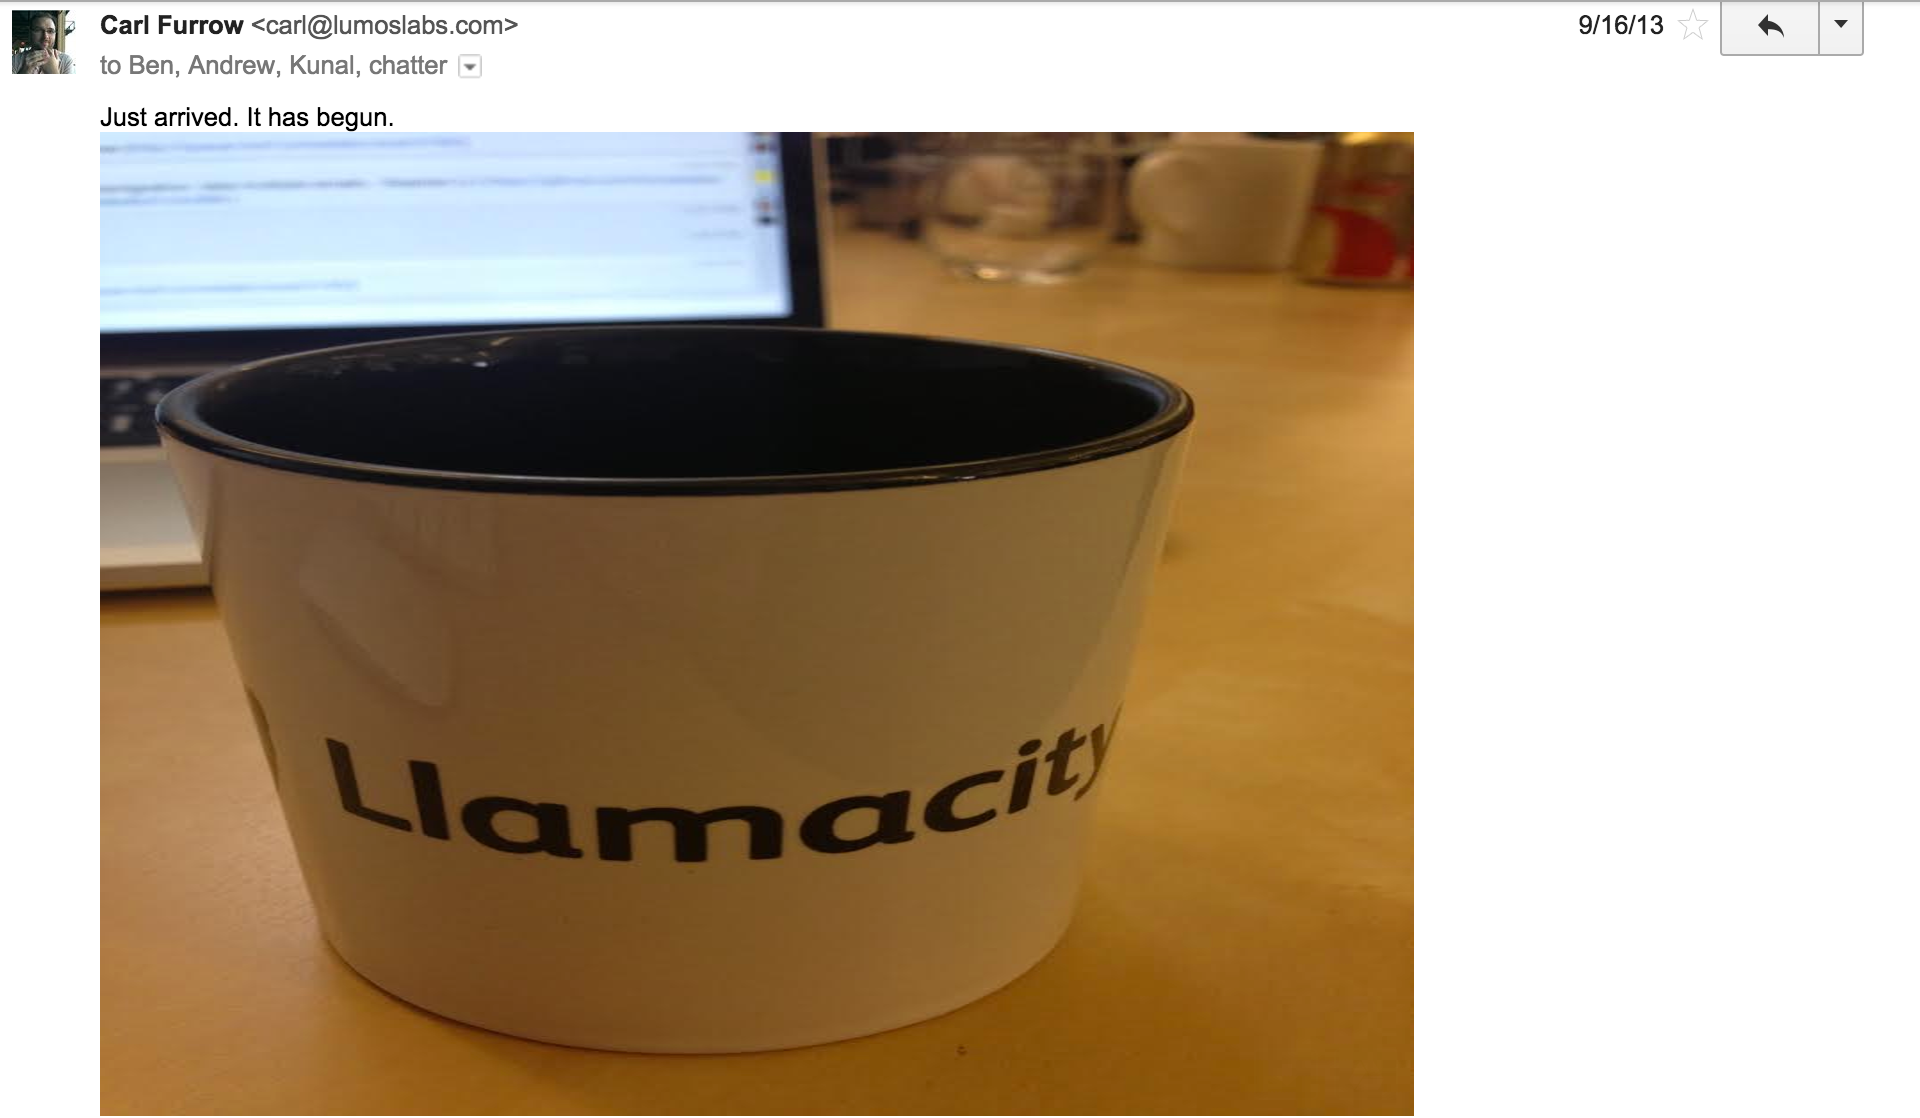 Carl Furrow <carl@lumoslabs.com>
9/16/13
to Ben, Andrew, Kunal, chatter
Just arrived. It has begun.
Llamacity